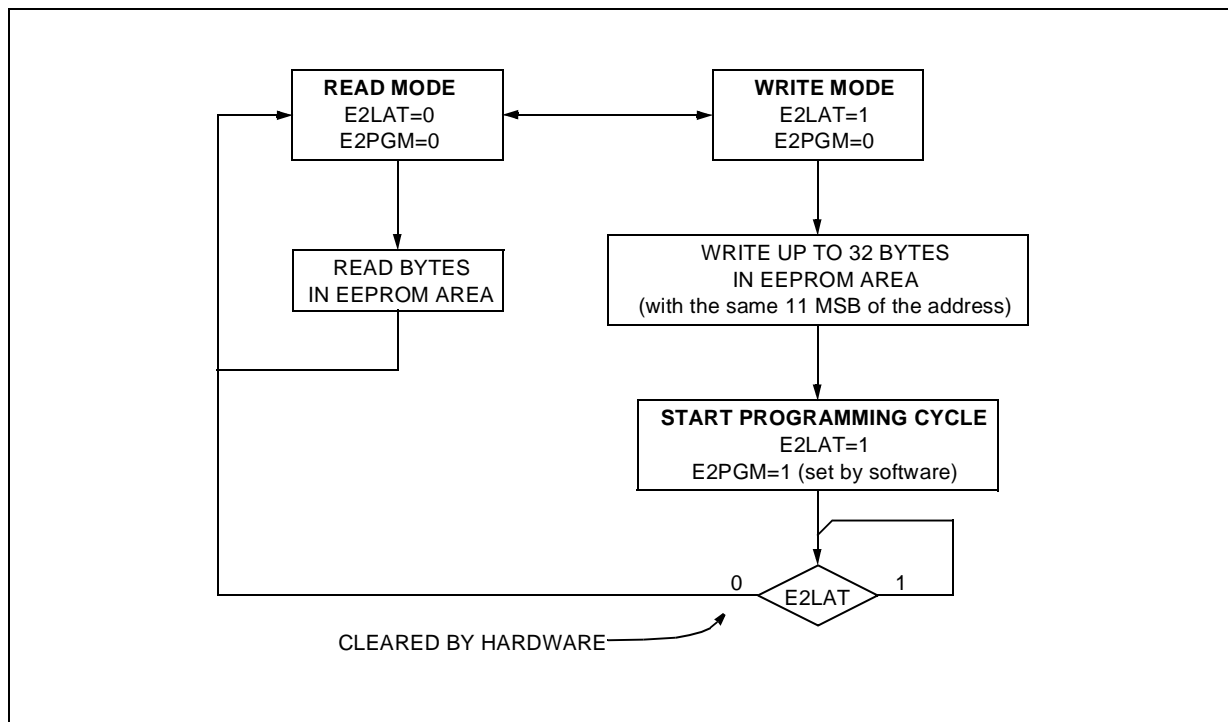 READ MODE
E2LAT=0
E2PGM=0
WRITE MODE
E2LAT=1
E2PGM=0
READ BYTES
IN EEPROM AREA
WRITE UP TO 32 BYTES
IN EEPROM AREA
(with the same 11 MSB of the address)
START PROGRAMMING CYCLE
E2LAT=1
E2PGM=1 (set by software)
0
E2LAT
1
CLEARED BY HARDWARE